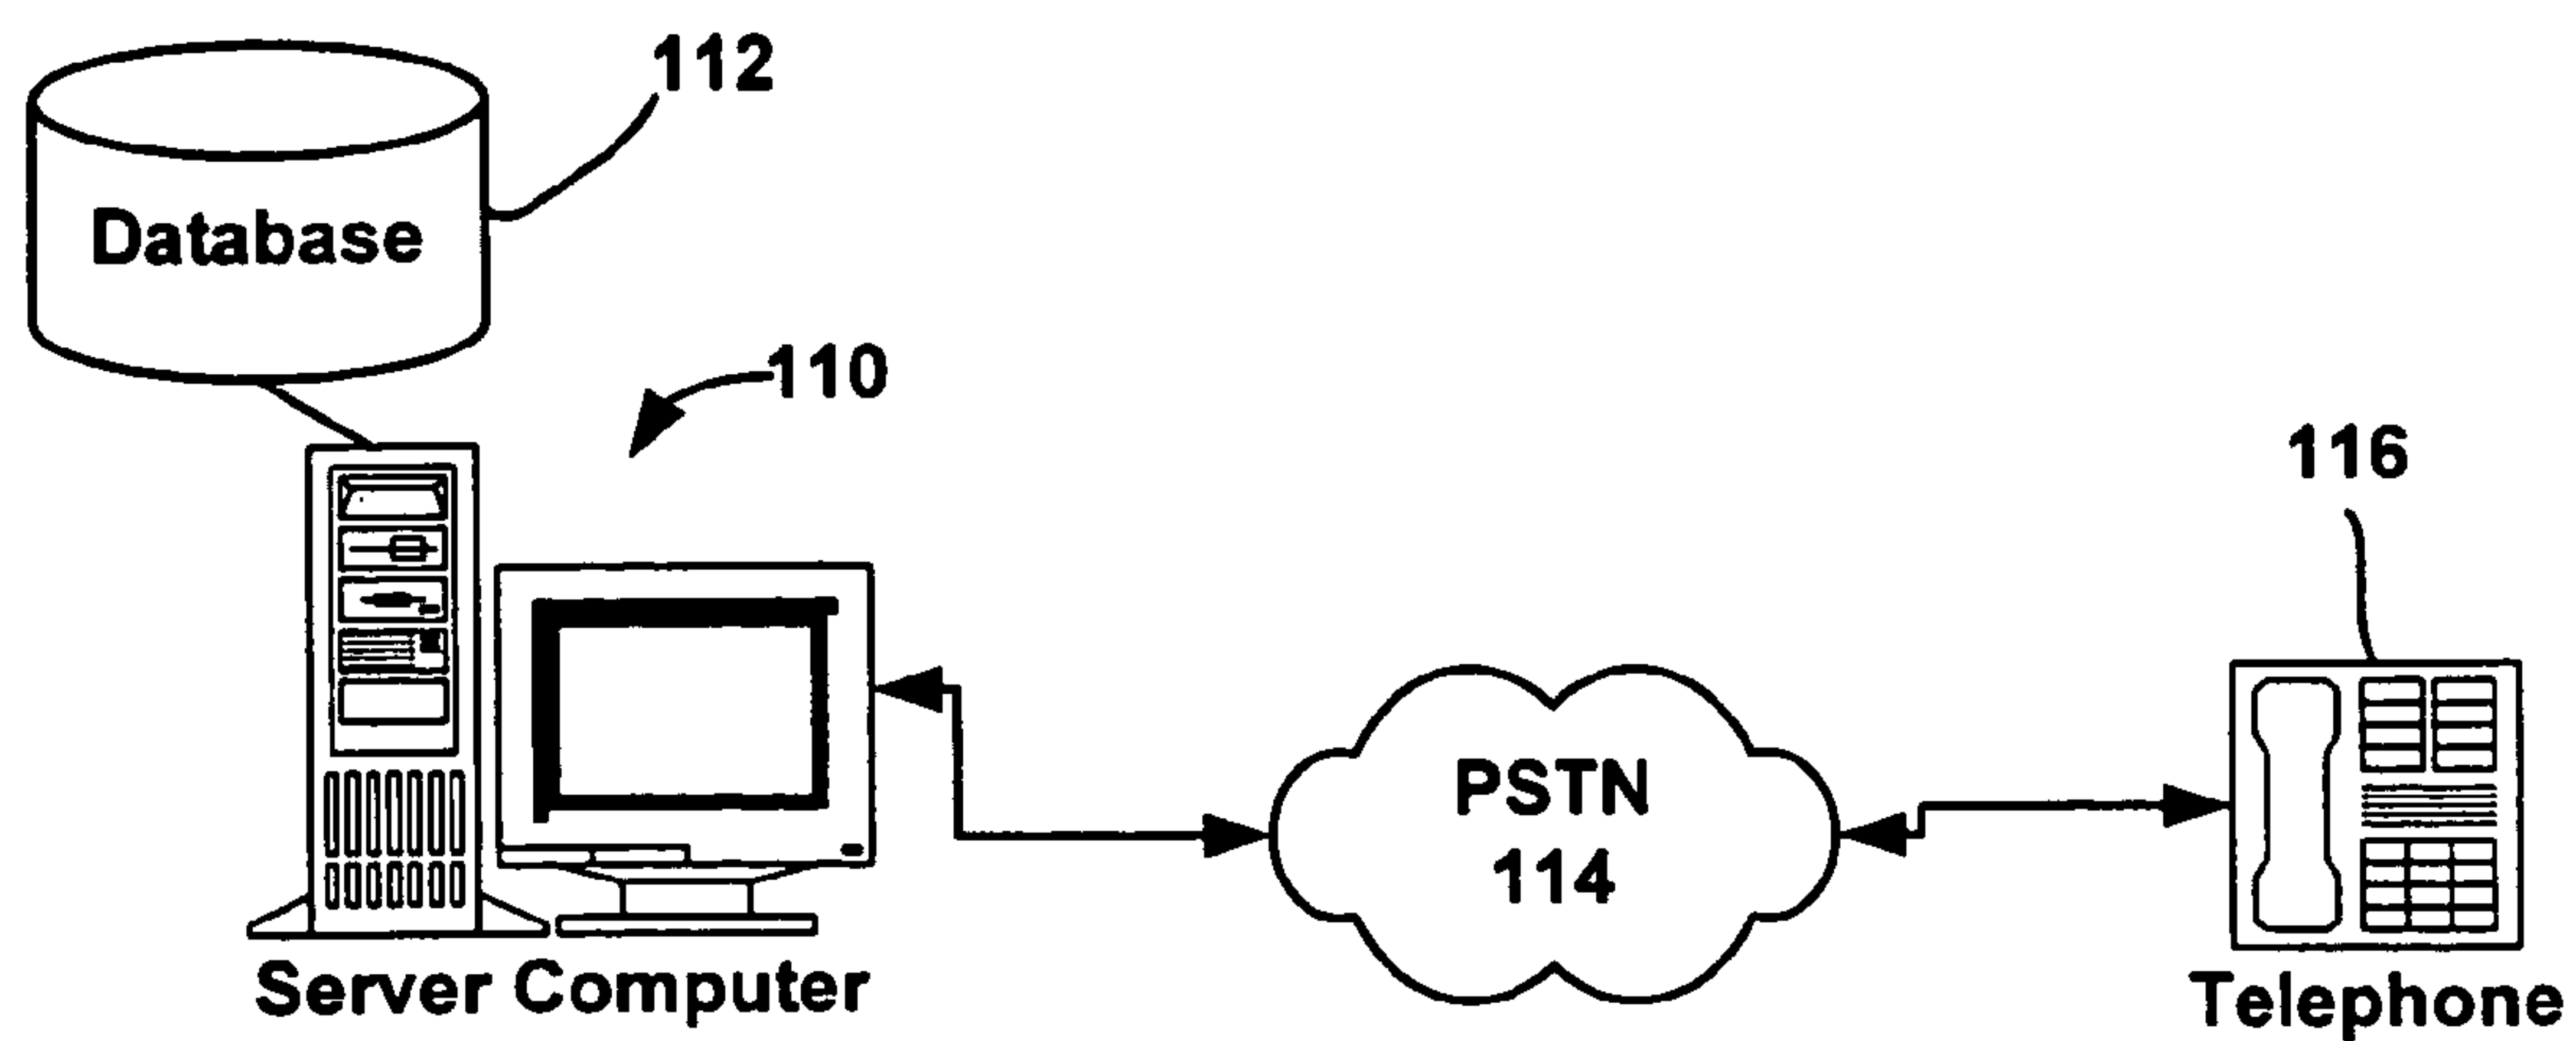 112
Database
110
116
PSTN
114
Server Computer
Telephone